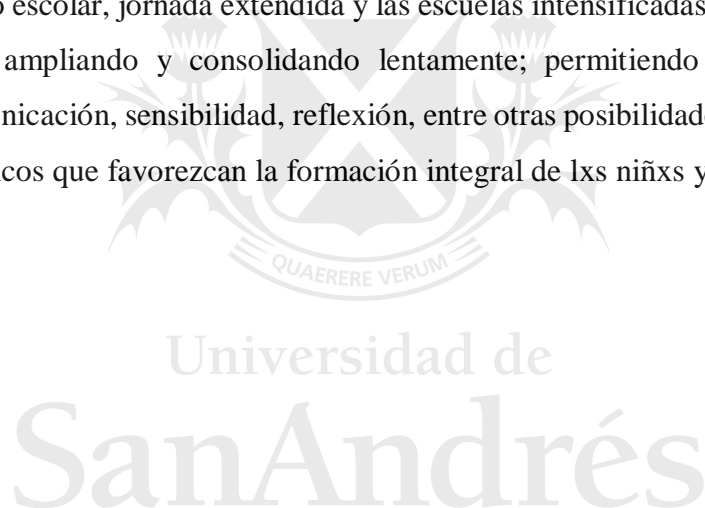 o escolar, jornada extendida y las escuelas intensificadas
ampliando y consolidando lentamente; permitiendo
nicación, sensibilidad, reflexión, entre otras posibilidad
cos que favorezcan la formación integral de lxs niñxs y
QUAERERE VERUM
Universidad de
SanAndrés